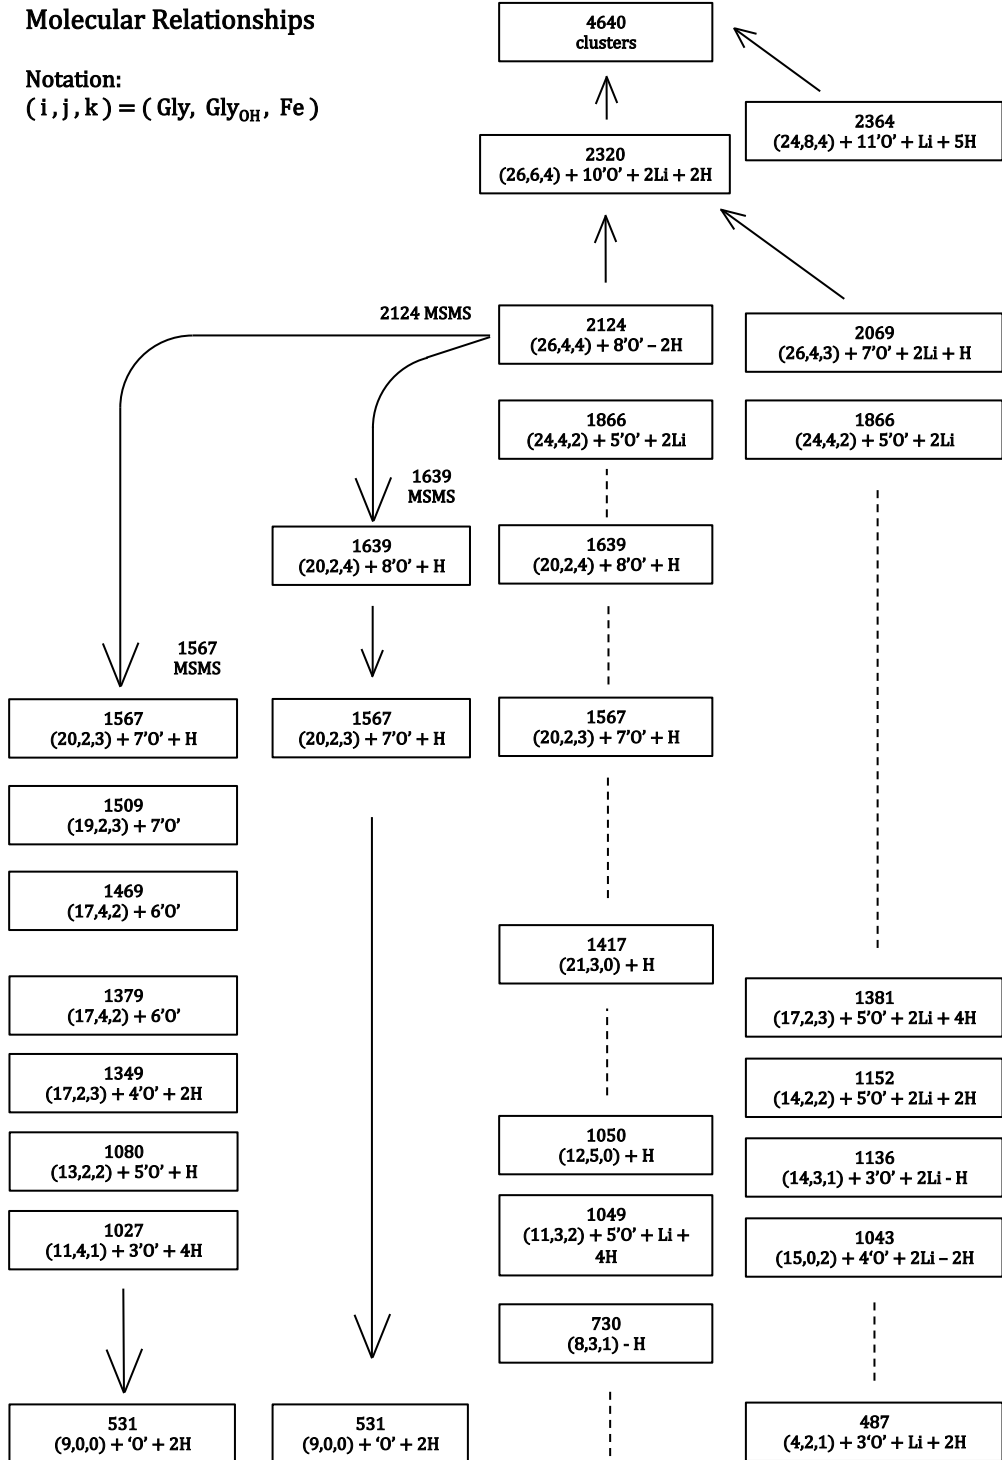 Molecular Relationships
Notation:
( i , j , k ) = ( Gly, Gly_OH, Fe )
4640
clusters
2364
(24,8,4) + 11'O' + Li + 5H
2320
(26,6,4) + 10'O' + 2Li + 2H
2124 MSMS
2124
(26,4,4) + 8'O' – 2H
2069
(26,4,3) + 7'O' + 2Li + H
1866
(24,4,2) + 5'O' + 2Li
1866
(24,4,2) + 5'O' + 2Li
1639
MSMS
1639
(20,2,4) + 8'O' + H
1639
(20,2,4) + 8'O' + H
1567
MSMS
1567
(20,2,3) + 7'O' + H
1567
(20,2,3) + 7'O' + H
1567
(20,2,3) + 7'O' + H
1509
(19,2,3) + 7'O'
1469
(17,4,2) + 6'O'
1417
(21,3,0) + H
1379
(17,4,2) + 6'O'
1381
(17,2,3) + 5'O' + 2Li + 4H
1349
(17,2,3) + 4'O' + 2H
1152
(14,2,2) + 5'O' + 2Li + 2H
1080
(13,2,2) + 5'O' + H
1050
(12,5,0) + H
1136
(14,3,1) + 3'O' + 2Li - H
1027
(11,4,1) + 3'O' + 4H
1049
(11,3,2) + 5'O' + Li +
4H
1043
(15,0,2) + 4‘O' + 2Li – 2H
730
(8,3,1) - H
531
(9,0,0) + ‘O' + 2H
531
(9,0,0) + ‘O' + 2H
487
(4,2,1) + 3‘O' + Li + 2H